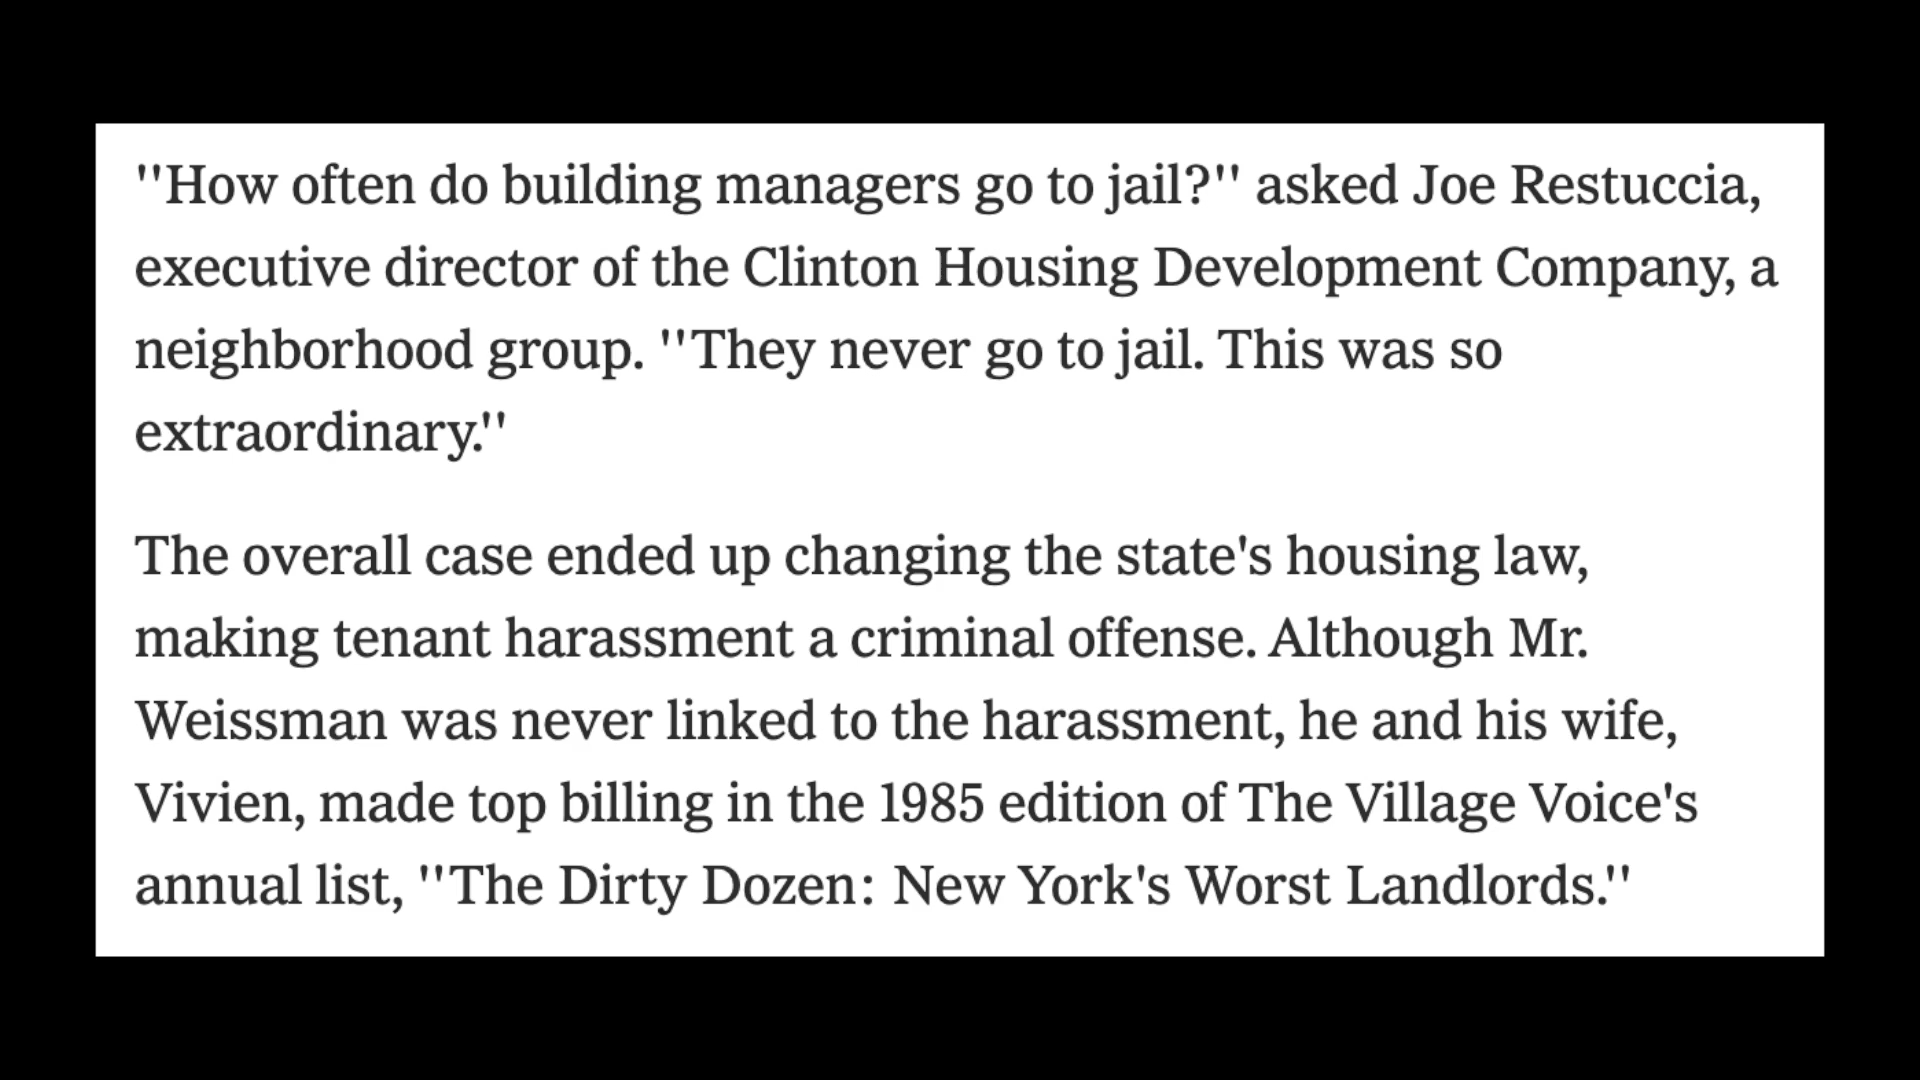 ''How often do building managers go to jail?'' asked Joe Restuccia,
executive director of the Clinton Housing Development Company, a
neighborhood group. ''They never go to jail. This was so
extraordinary.''
The overall case ended up changing the state's housing law,
making tenant harassment a criminal offense. Although Mr.
Weissman was never linked to the harassment, he and his wife,
Vivien, made top billing in the 1985 edition of The Village Voice's
annual list, ''The Dirty Dozen: New York's Worst Landlords.''